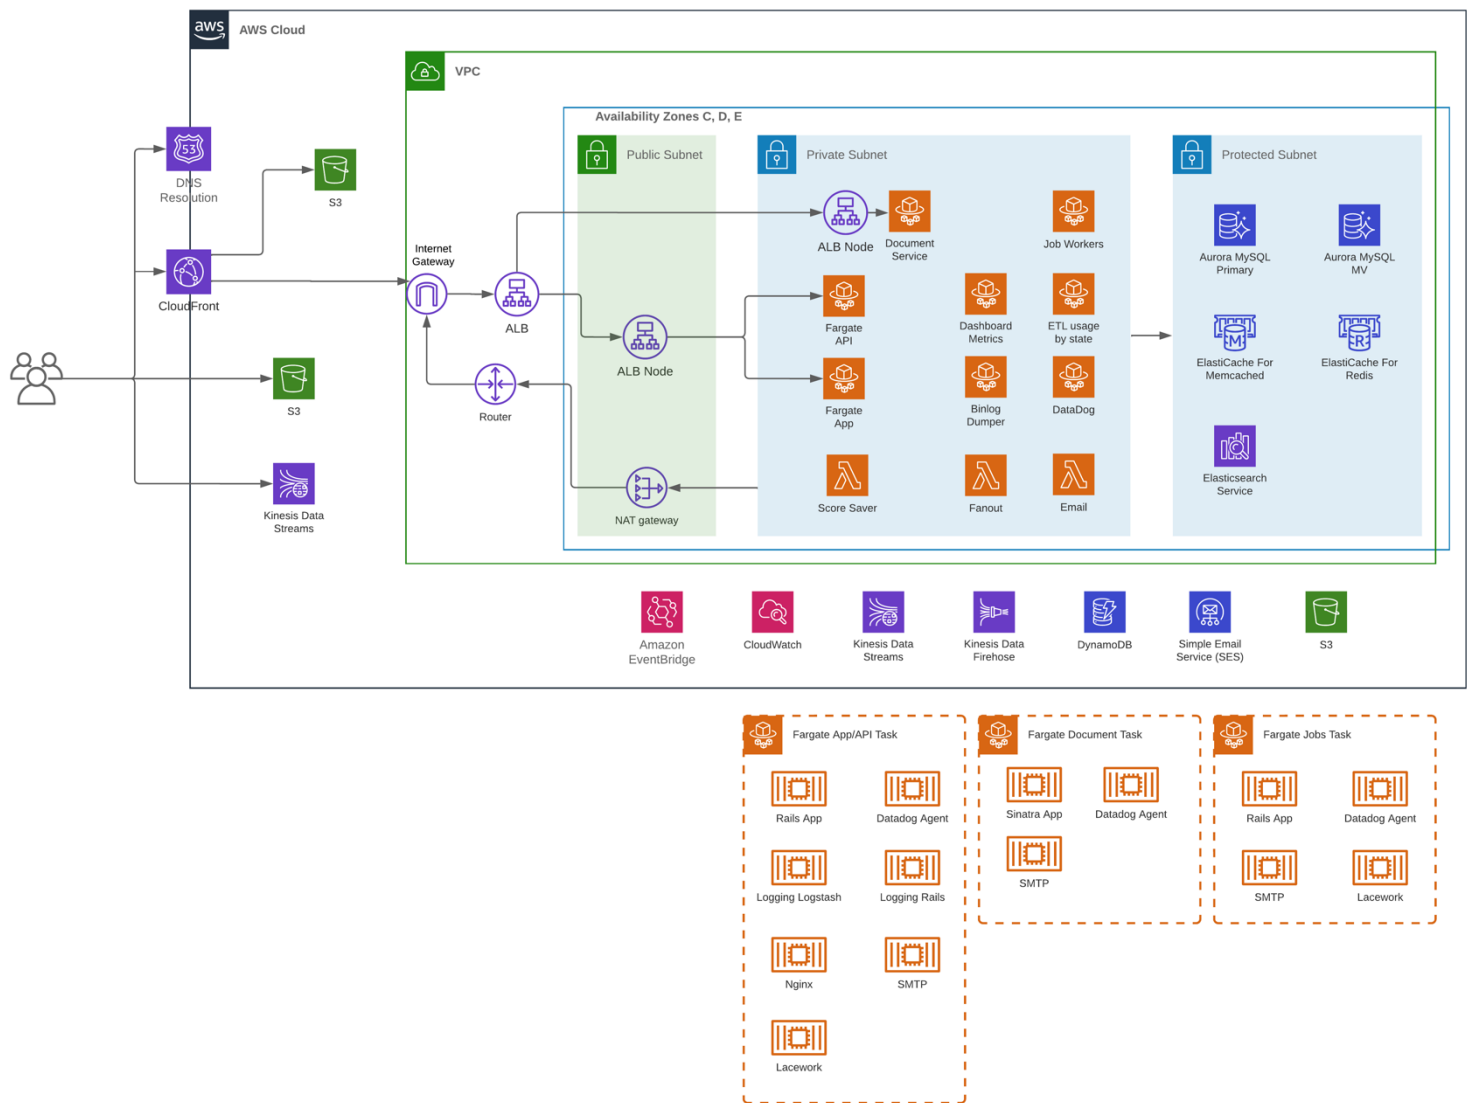 aws
AWS Cloud
VPC
Availability Zones C, D, E
Public Subnet
Private Subnet
Protected Subnet
53
DNS
Resolution
S3
CloudFront
Internet
Gateway
ALB
Router
S3
Kinesis Data
Streams
ALB Node
NAT gateway
ALB Node
Document
Service
Job Workers
Fargate
API
Dashboard
Metrics
ETL usage
by state
Fargate
App
Binlog
Dumper
DataDog
Score Saver
Fanout
Email
Aurora MySQL
Primary
Aurora MySQL
MV
M
ElastiCache For
Memcached
R
ElastiCache For
Redis
Elasticsearch
Service
Amazon
EventBridge
CloudWatch
Kinesis Data
Streams
Kinesis Data
Firehose
DynamoDB
Simple Email
Service (SES)
S3
Fargate App/API Task
Rails App
Datadog Agent
Logging Logstash
Logging Rails
Nginx
SMTP
Lacework
Fargate Document Task
Sinatra App
Datadog Agent
SMTP
Fargate Jobs Task
Rails App
Datadog Agent
SMTP
Lacework